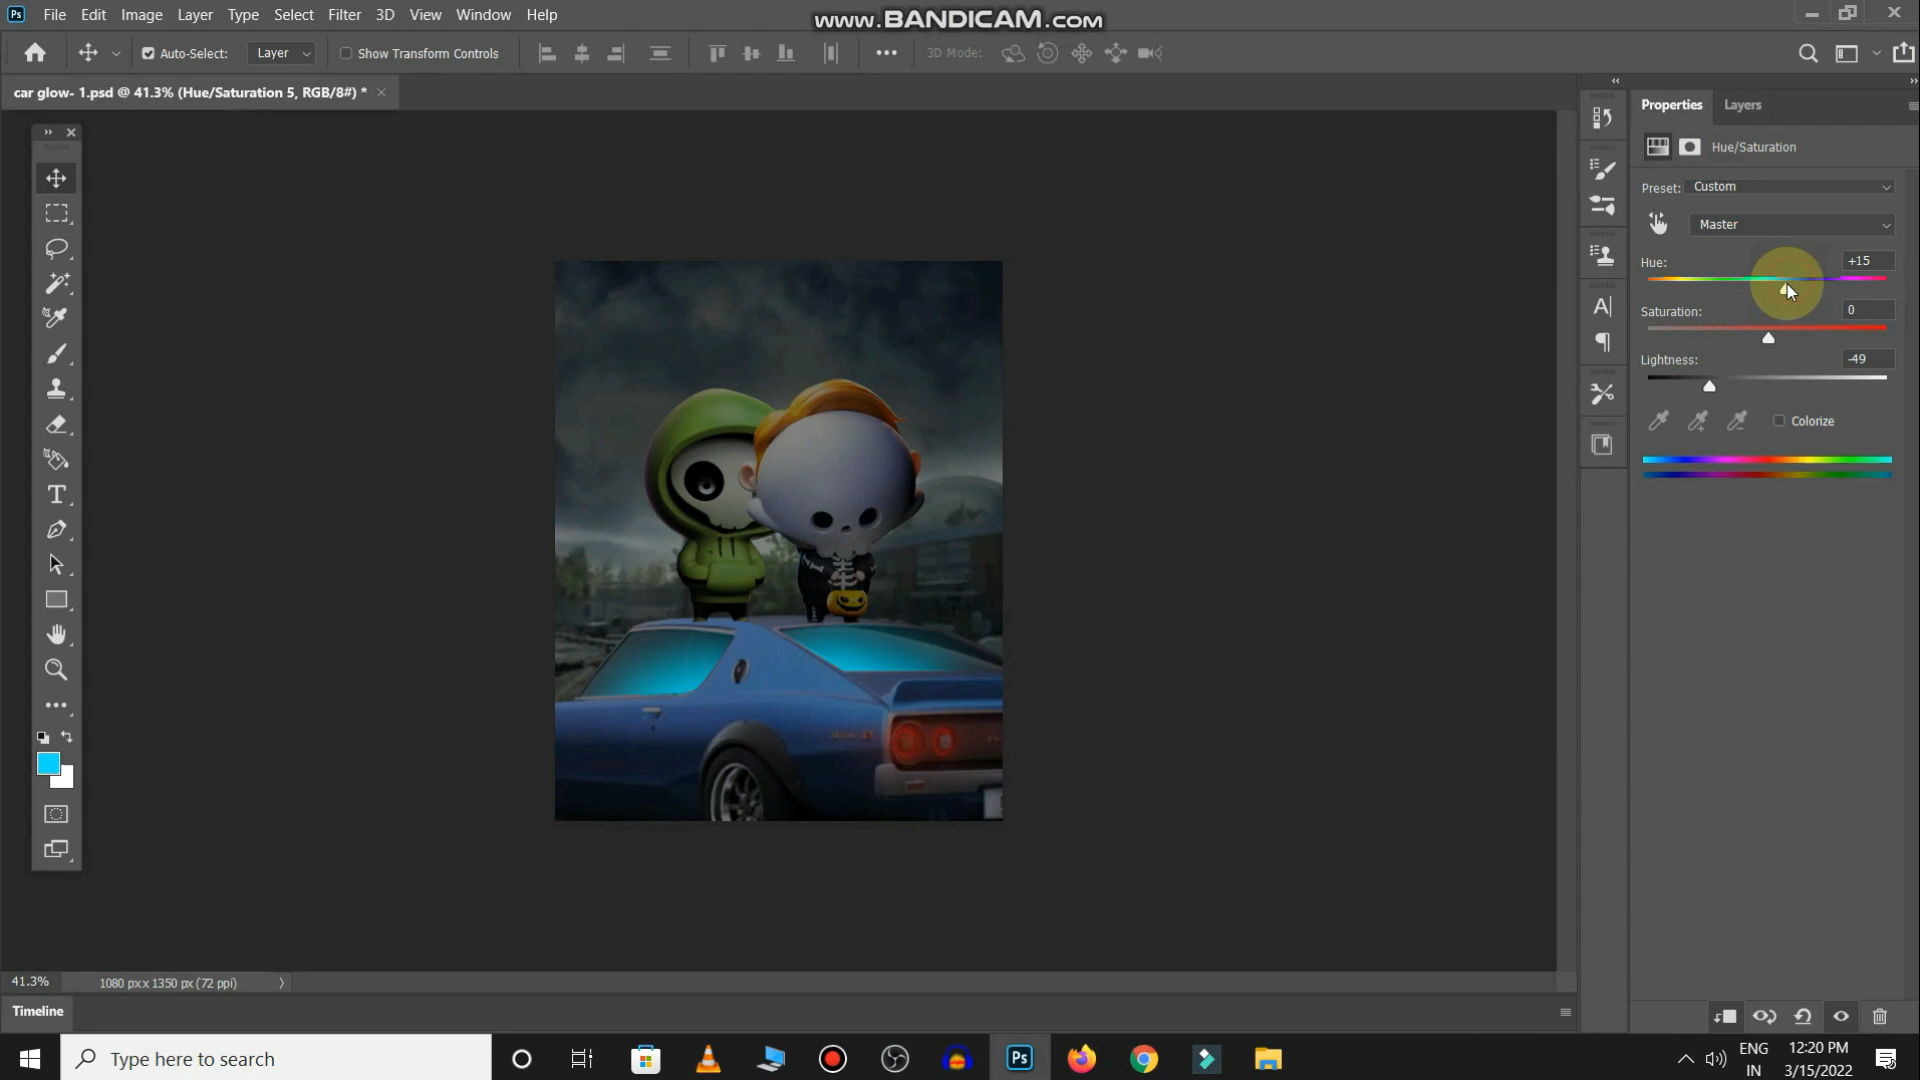 www.BANDICAM.com
Ps File Edit Image Layer Type Select Filter 3D View Window Help
Auto-Select: Layer Show Transform Controls 3D Mode:
car glow- 1.psd @ 41.3% (Hue/Saturation 5, RGB/8#) *
Properties Layers
Hue/Saturation
Preset: Custom
Master
Hue: +15
Saturation: 0
Lightness: -49
Colorize
41.3% 1080 px x 1350 px (72 ppi)
Timeline
Type here to search
Ps
ENG
IN
12:20 PM
3/15/2022